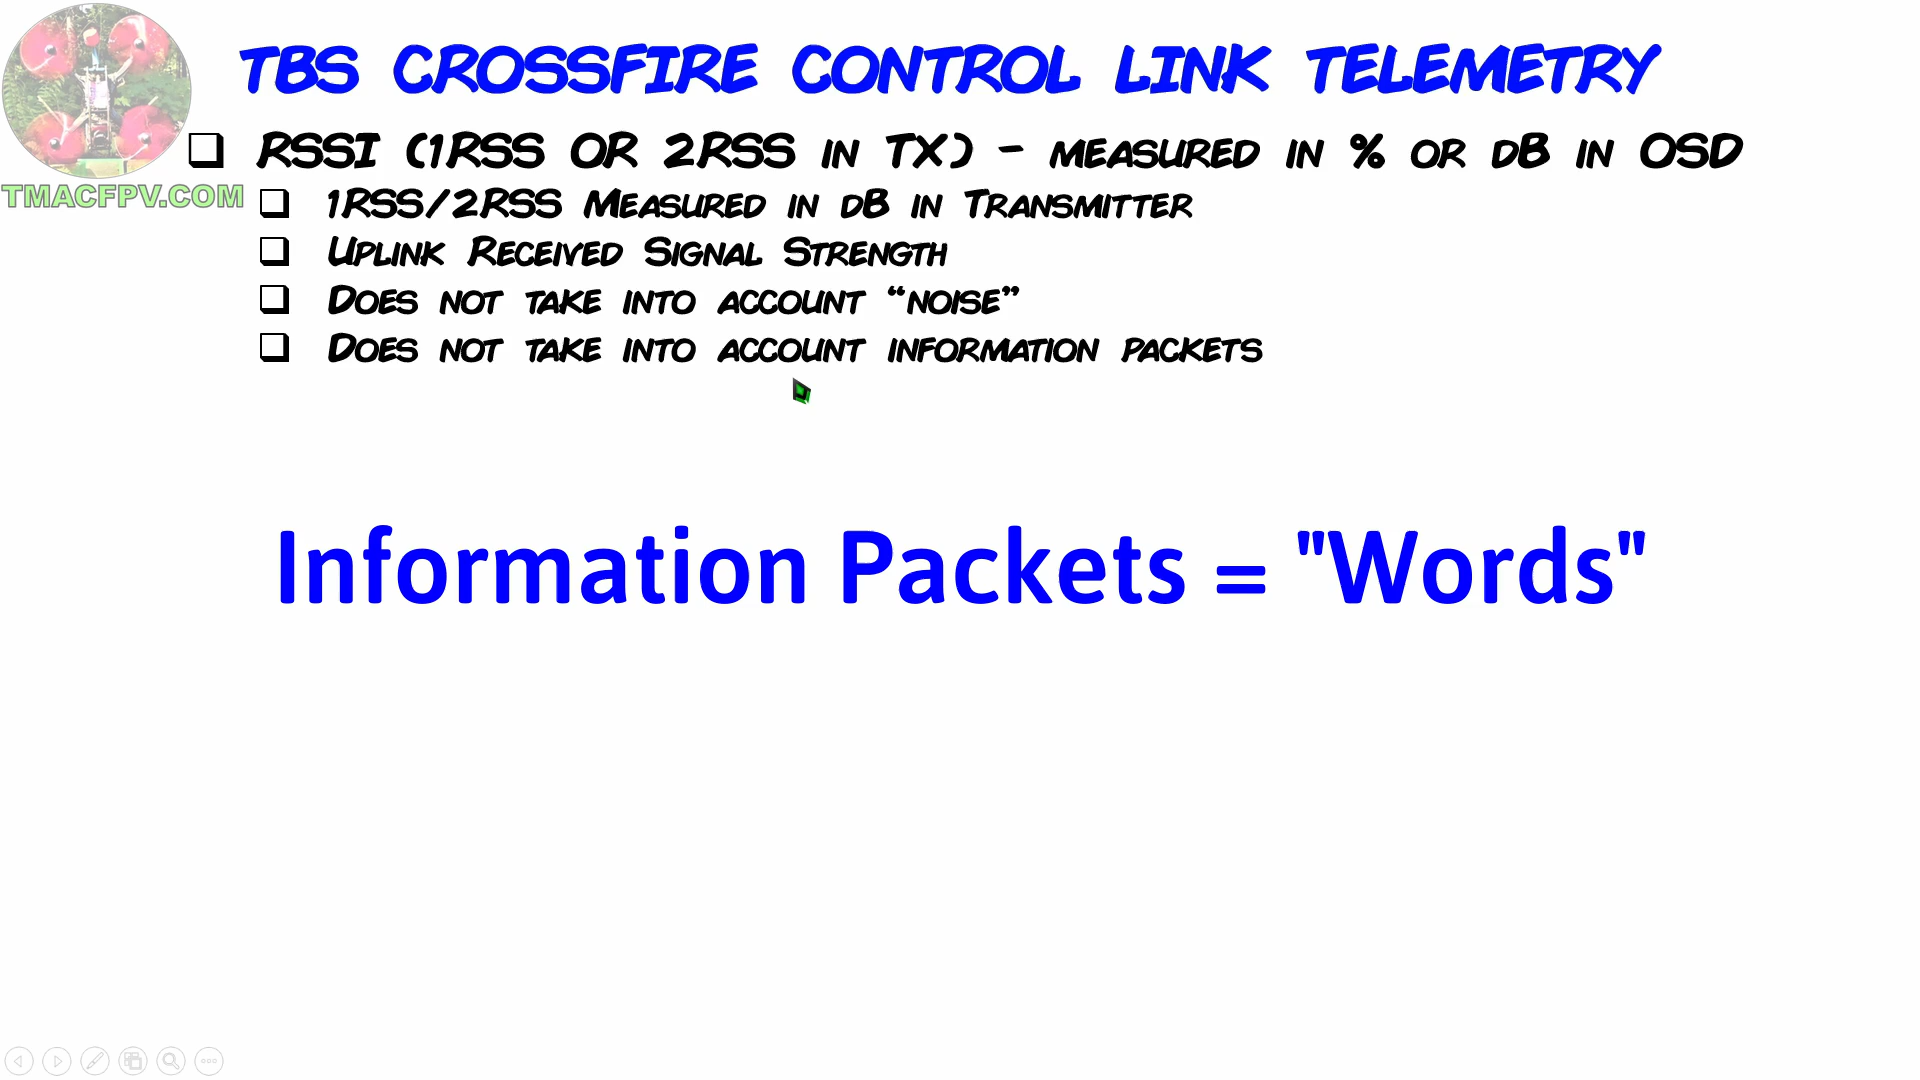 TBS CROSSFIRE CONTROL LINK TELEMETRY
RSSI (1RSS OR 2RSS IN TX) - MEASURED IN % OR DB IN OSD
TMACFPV.COM
1RSS/2RSS MEASURED IN DB IN TRANSMITTER
UPLINK RECEIVED SIGNAL STRENGTH
DOES NOT TAKE INTO ACCOUNT “NOISE”
DOES NOT TAKE INTO ACCOUNT INFORMATION PACKETS
Information Packets = "Words"